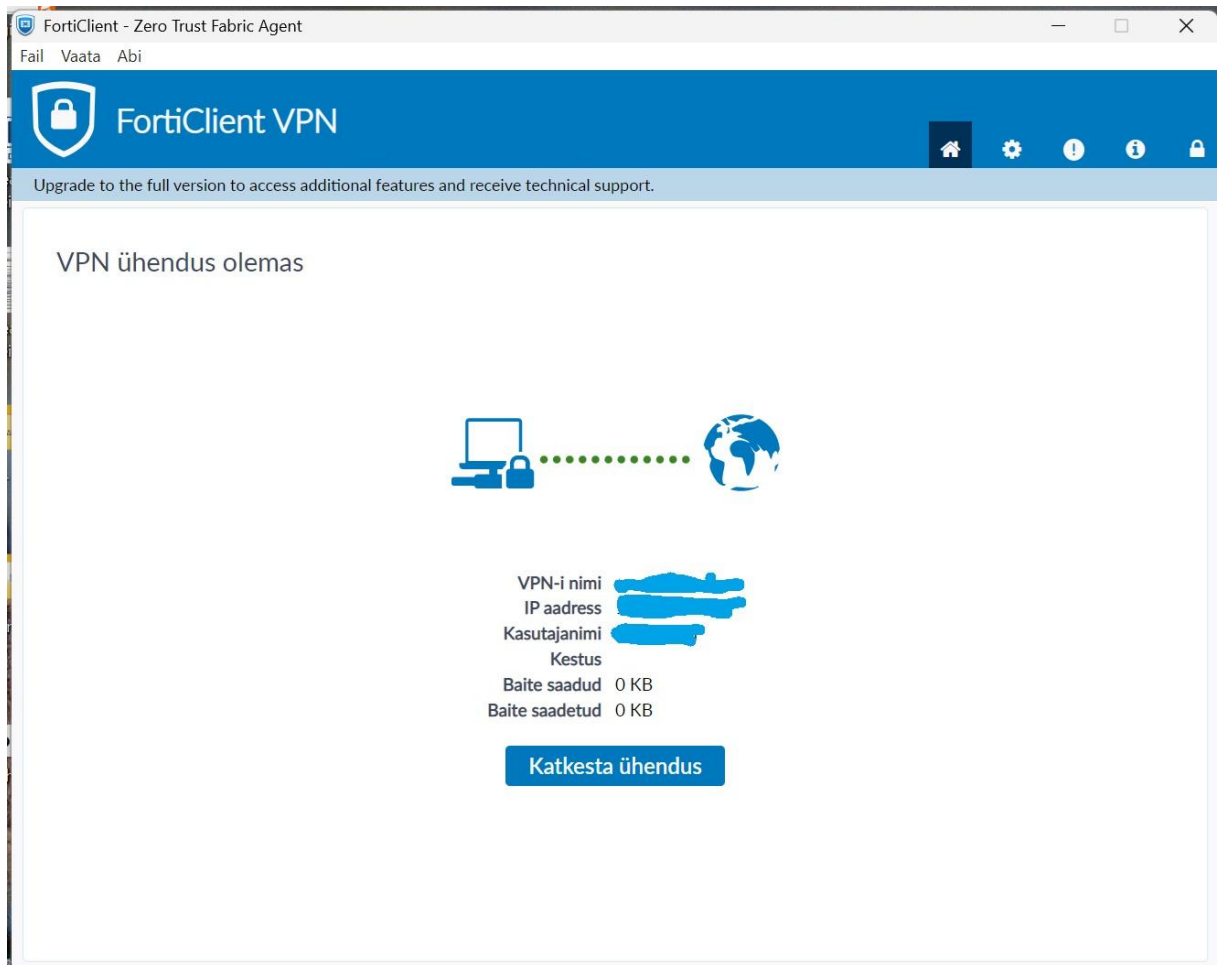 FortiClient - Zero Trust Fabric Agent
Fail Vaata Abi
FortiClient VPN
Upgrade to the full version to access additional features and receive technical support.
VPN ühendus olemas
VPN-i nimi
IP aadress
Kasutajanimi
Kestus
Baite saadud 0 KB
Baite saadetud 0 KB
Katkesta ühendus